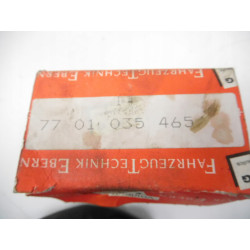 FAHRZEUGTECHNIK EBERN
77 01 035 465
FAHRZEUGTECHNIK EBERN
G